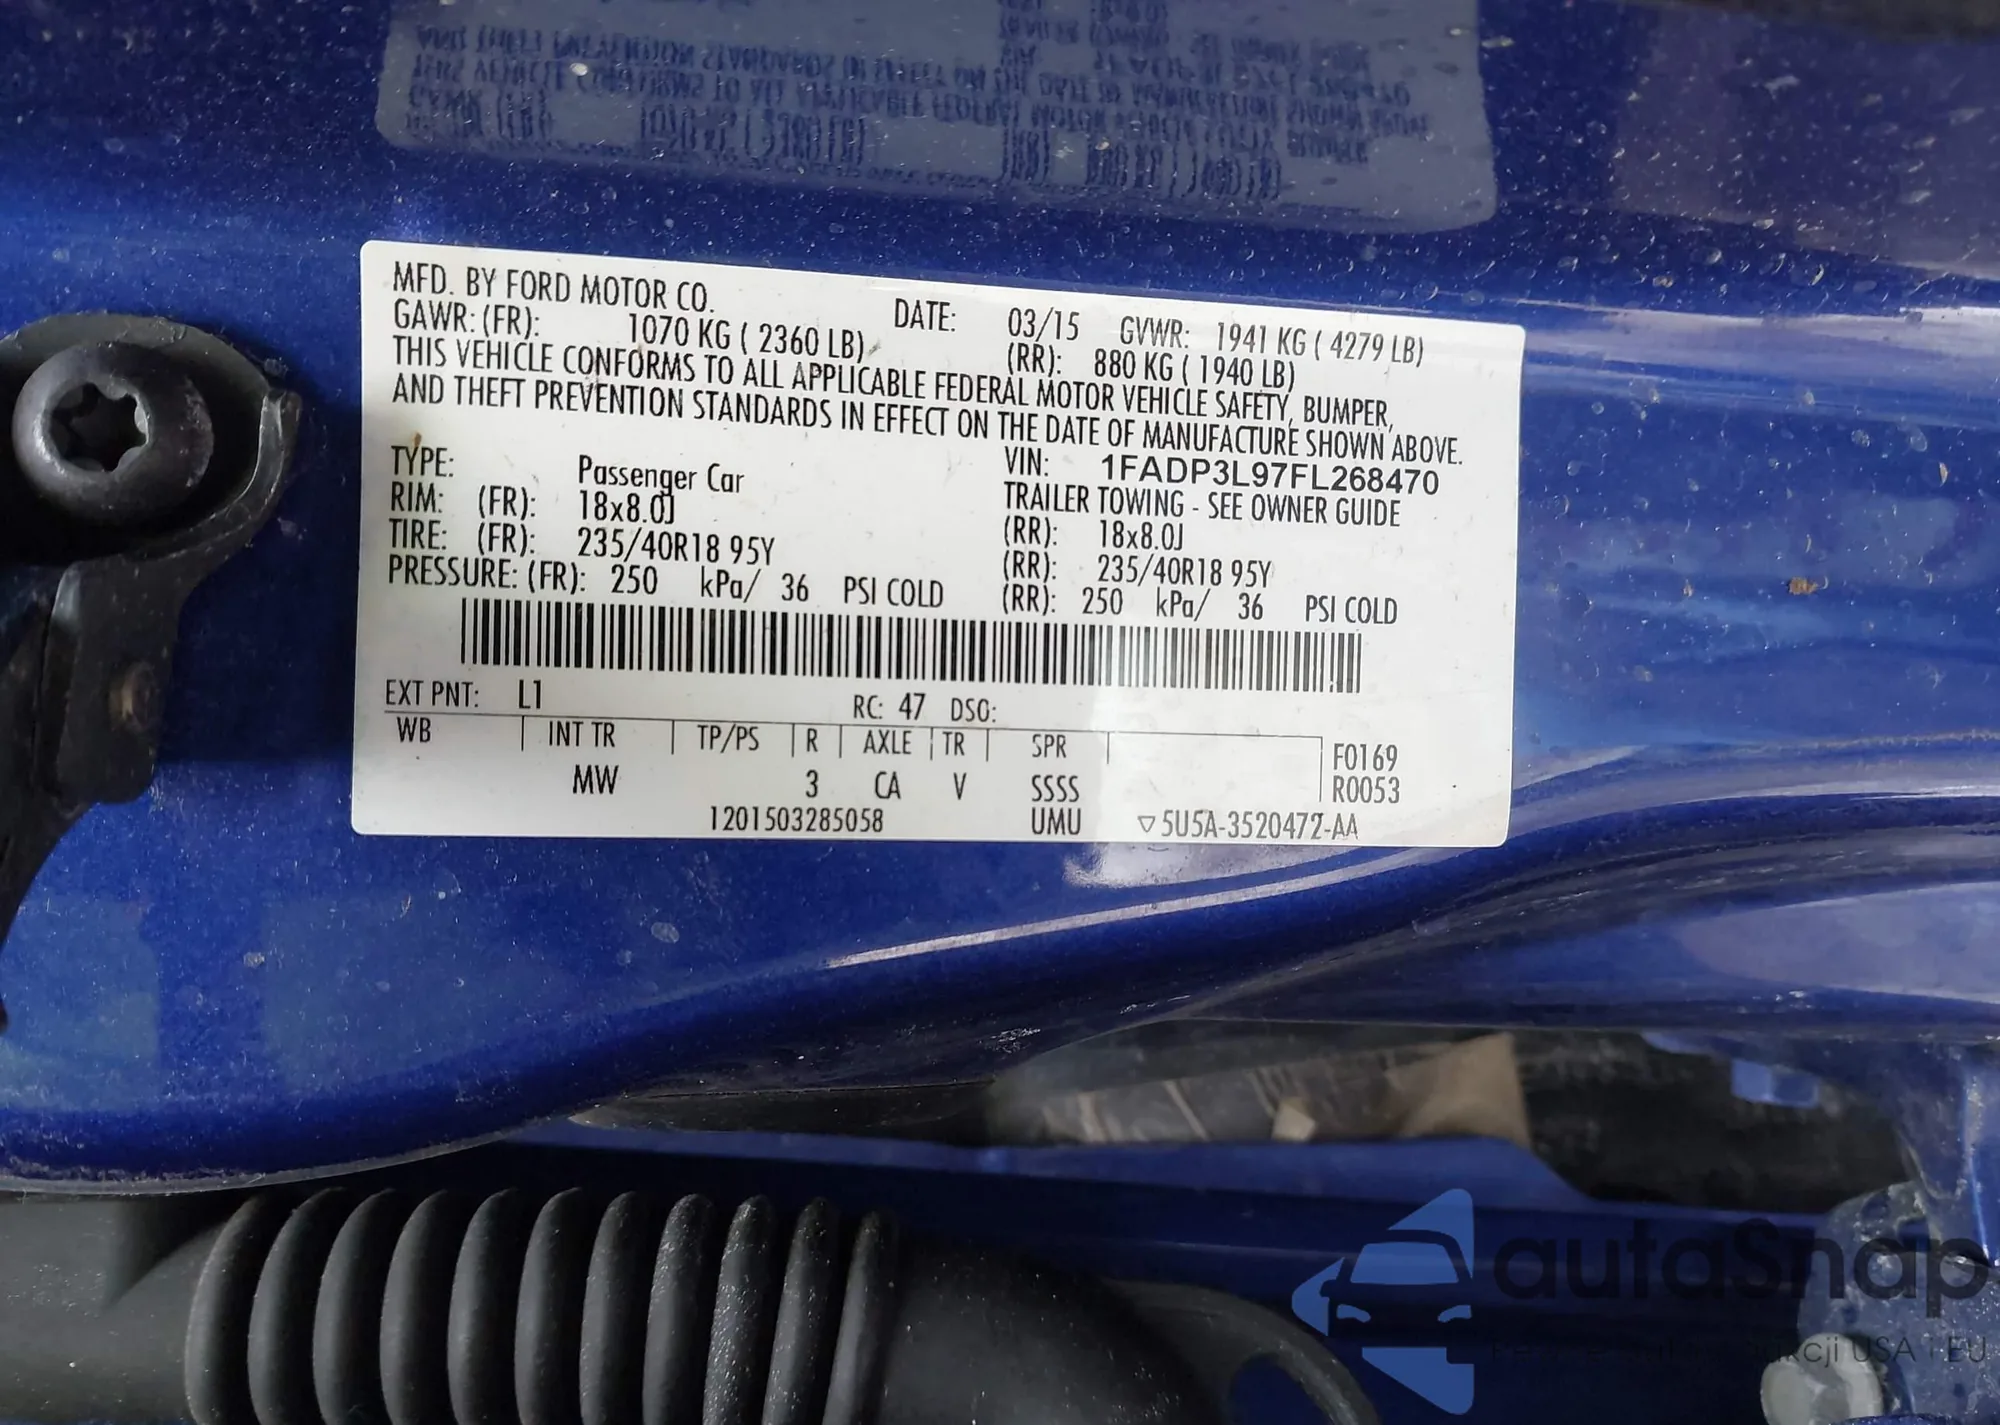 MFD. BY FORD MOTOR CO. DATE: 03/15 GVWR: 1941 KG ( 4279 LB)
GAWR: (FR): 1070 KG ( 2360 LB) (RR): 880 KG ( 1940 LB)
THIS VEHICLE CONFORMS TO ALL APPLICABLE FEDERAL MOTOR VEHICLE SAFETY, BUMPER,
AND THEFT PREVENTION STANDARDS IN EFFECT ON THE DATE OF MANUFACTURE SHOWN ABOVE.
VIN: 1FADP3L97FL268470
TYPE: Passenger Car TRAILER TOWING - SEE OWNER GUIDE
RIM: (FR): 18x8.0J (RR): 18x8.0J
TIRE: (FR): 235/40R18 95Y (RR): 235/40R18 95Y
PRESSURE: (FR): 250 kPa/ 36 PSI COLD (RR): 250 kPa/ 36 PSI COLD
EXT PNT: L1 RC: 47 DSO:
WB INT TR TP/PS R AXLE TR SPR F0169
MW 3 CA V SSSS R0053
1201503285058 UMU ▽5U5A-3520472-AA
autaSnap
USA i EU